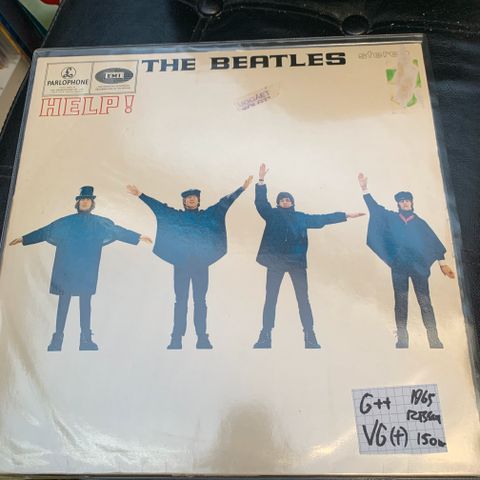 THE BEATLES
stereo
PARLOPHONE
EMI
HELP!
G++ 1965
VG(+) 150